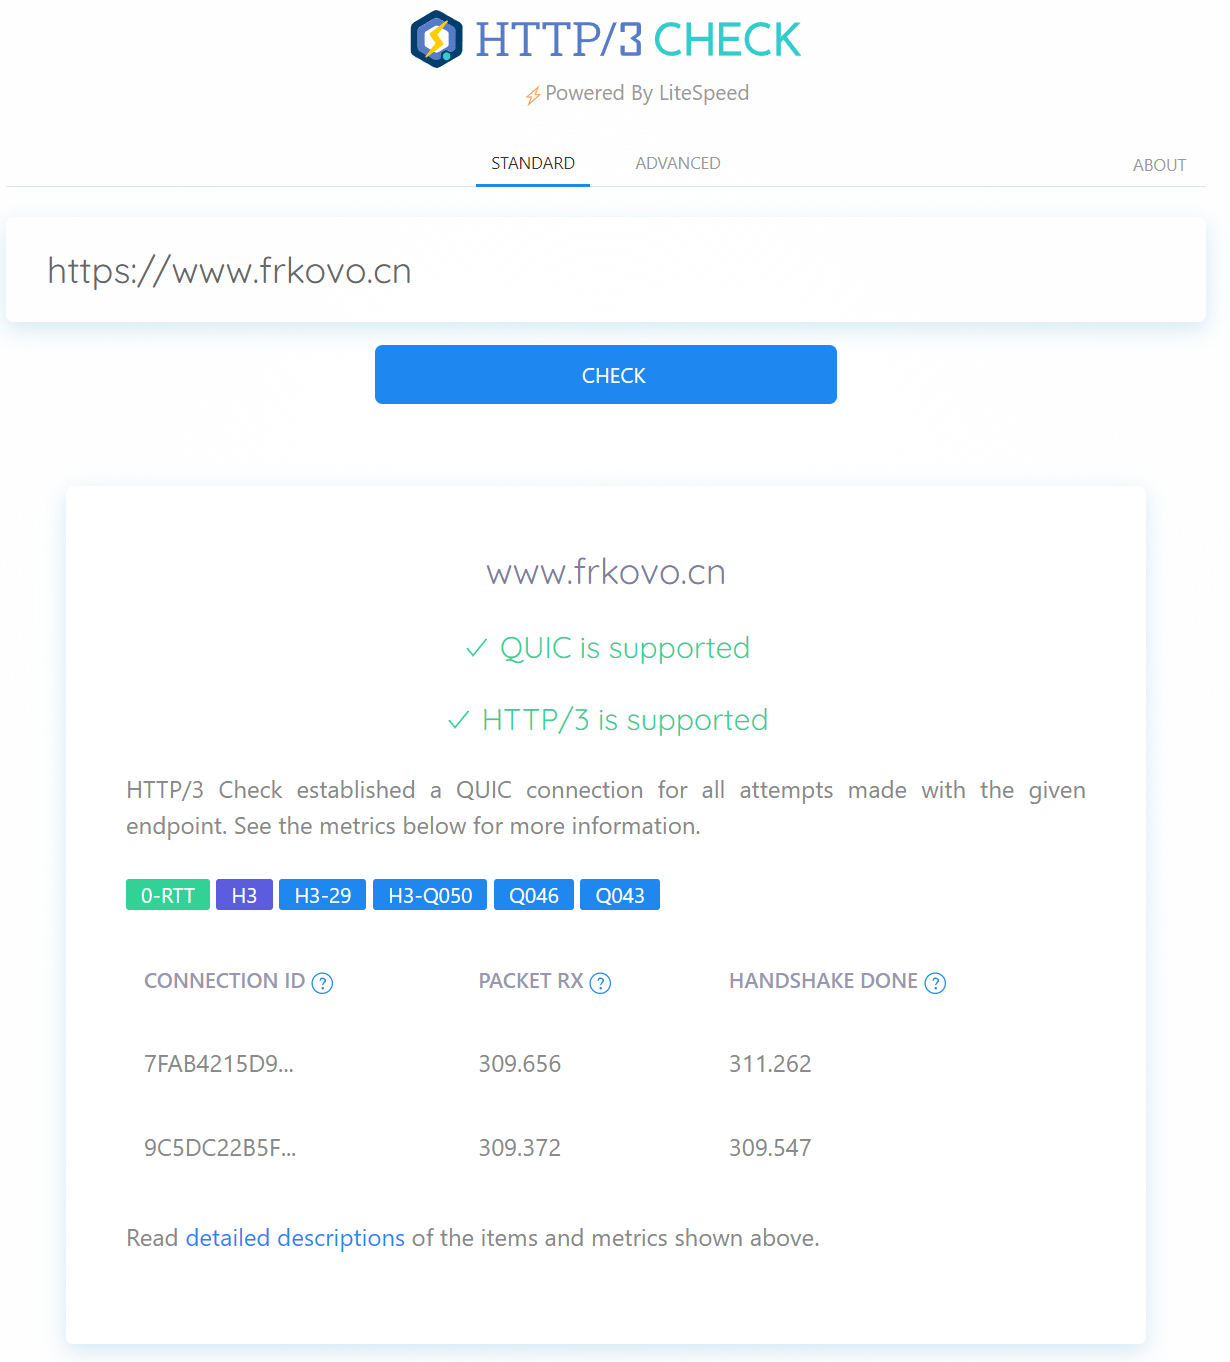 HTTP/3 CHECK
Powered By LiteSpeed
STANDARD ADVANCED ABOUT
https://www.frkovo.cn
CHECK
www.frkovo.cn
✓ QUIC is supported
✓ HTTP/3 is supported
HTTP/3 Check established a QUIC connection for all attempts made with the given
endpoint. See the metrics below for more information.
0-RTT H3 H3-29 H3-Q050 Q046 Q043
CONNECTION ID ? PACKET RX ? HANDSHAKE DONE ?
7FAB4215D9... 309.656 311.262
9C5DC22B5F... 309.372 309.547
Read detailed descriptions of the items and metrics shown above.